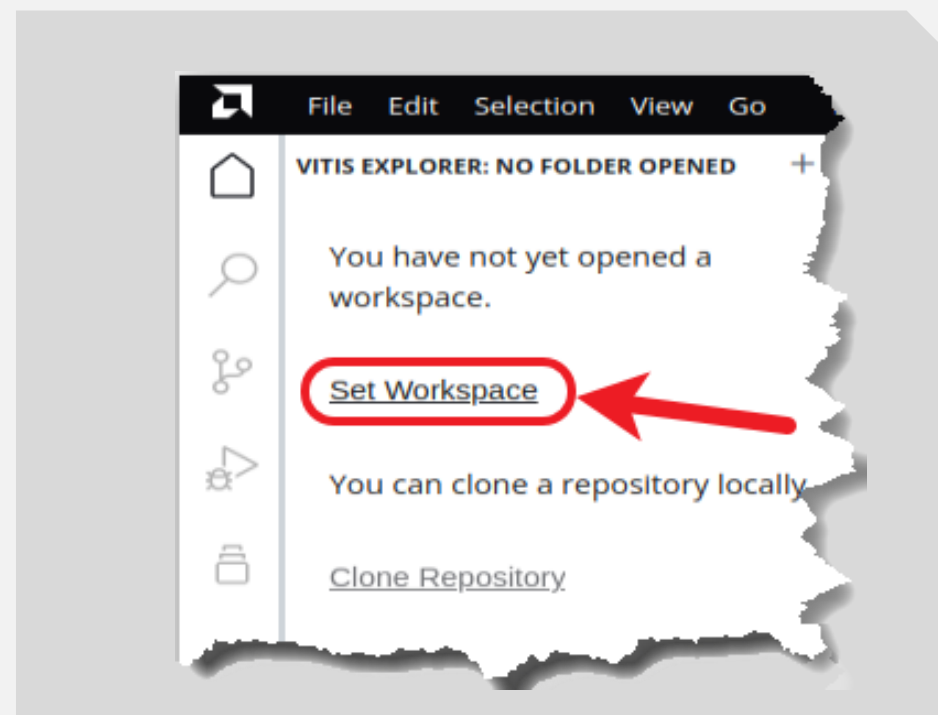 File Edit Selection View Go
VITIS EXPLORER: NO FOLDER OPENED +
You have not yet opened a
workspace.
Set Workspace
You can clone a repository locally
Clone Repository